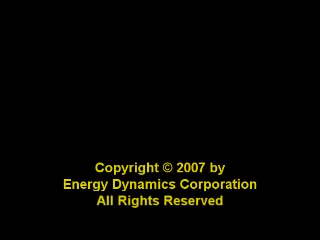 Copyright © 2007 by
Energy Dynamics Corporation
All Rights Reserved